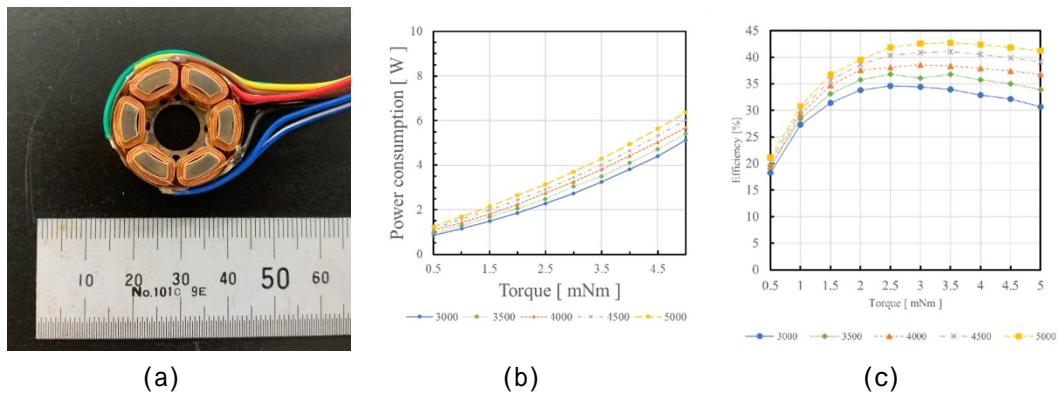 10 20 30 40 50 60
No.101C 9E
(a)
10
8
6
4
2
0
Power consumption [ W ]
0.5 1.5 2.5 3.5 4.5
Torque [ mNm ]
3000 3500 4000 4500 5000
(b)
45
40
35
30
25
20
15
10
5
0
Efficiency [%]
0.5 1 1.5 2 2.5 3 3.5 4 4.5 5
Torque [ mNm ]
3000 3500 4000 4500 5000
(c)